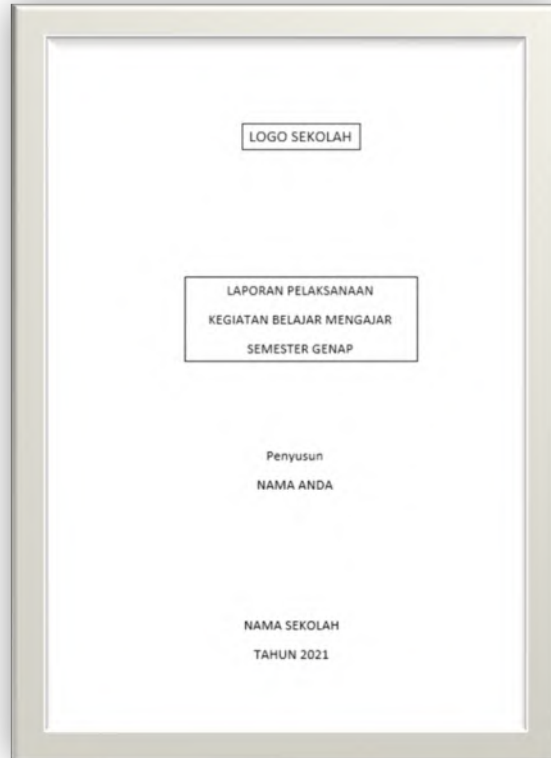 LOGO SEKOLAH
LAPORAN PELAKSANAAN
KEGIATAN BELAJAR MENGAJAR
SEMESTER GENAP
Penyusun
NAMA ANDA
NAMA SEKOLAH
TAHUN 2021